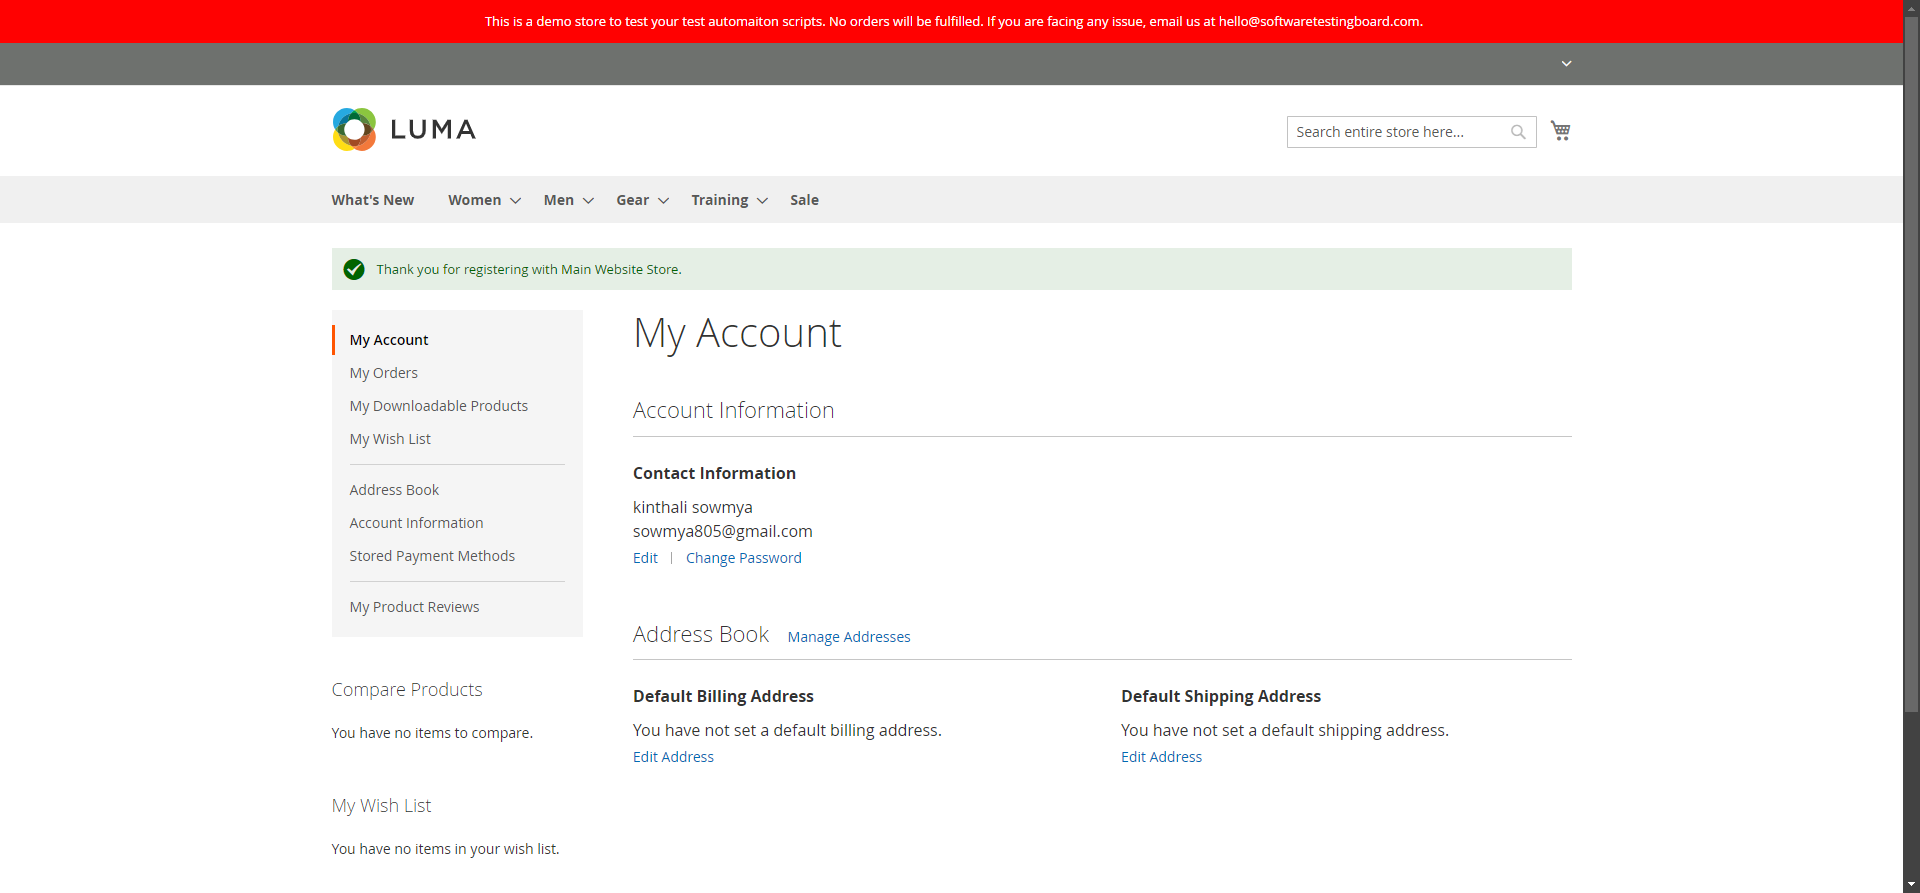 This is a demo store to test your test automaiton scripts. No orders will be fulfilled. If you are facing any issue, email us at hello@softwaretestingboard.com.
LUMA
Search entire store here...
What's New Women Men Gear Training Sale
Thank you for registering with Main Website Store.
My Account
My Orders
My Downloadable Products
My Wish List
Address Book
Account Information
Stored Payment Methods
My Product Reviews
Compare Products
You have no items to compare.
My Wish List
You have no items in your wish list.
My Account
Account Information
Contact Information
kinthali sowmya
sowmya805@gmail.com
Edit | Change Password
Address Book Manage Addresses
Default Billing Address
You have not set a default billing address.
Edit Address
Default Shipping Address
You have not set a default shipping address.
Edit Address